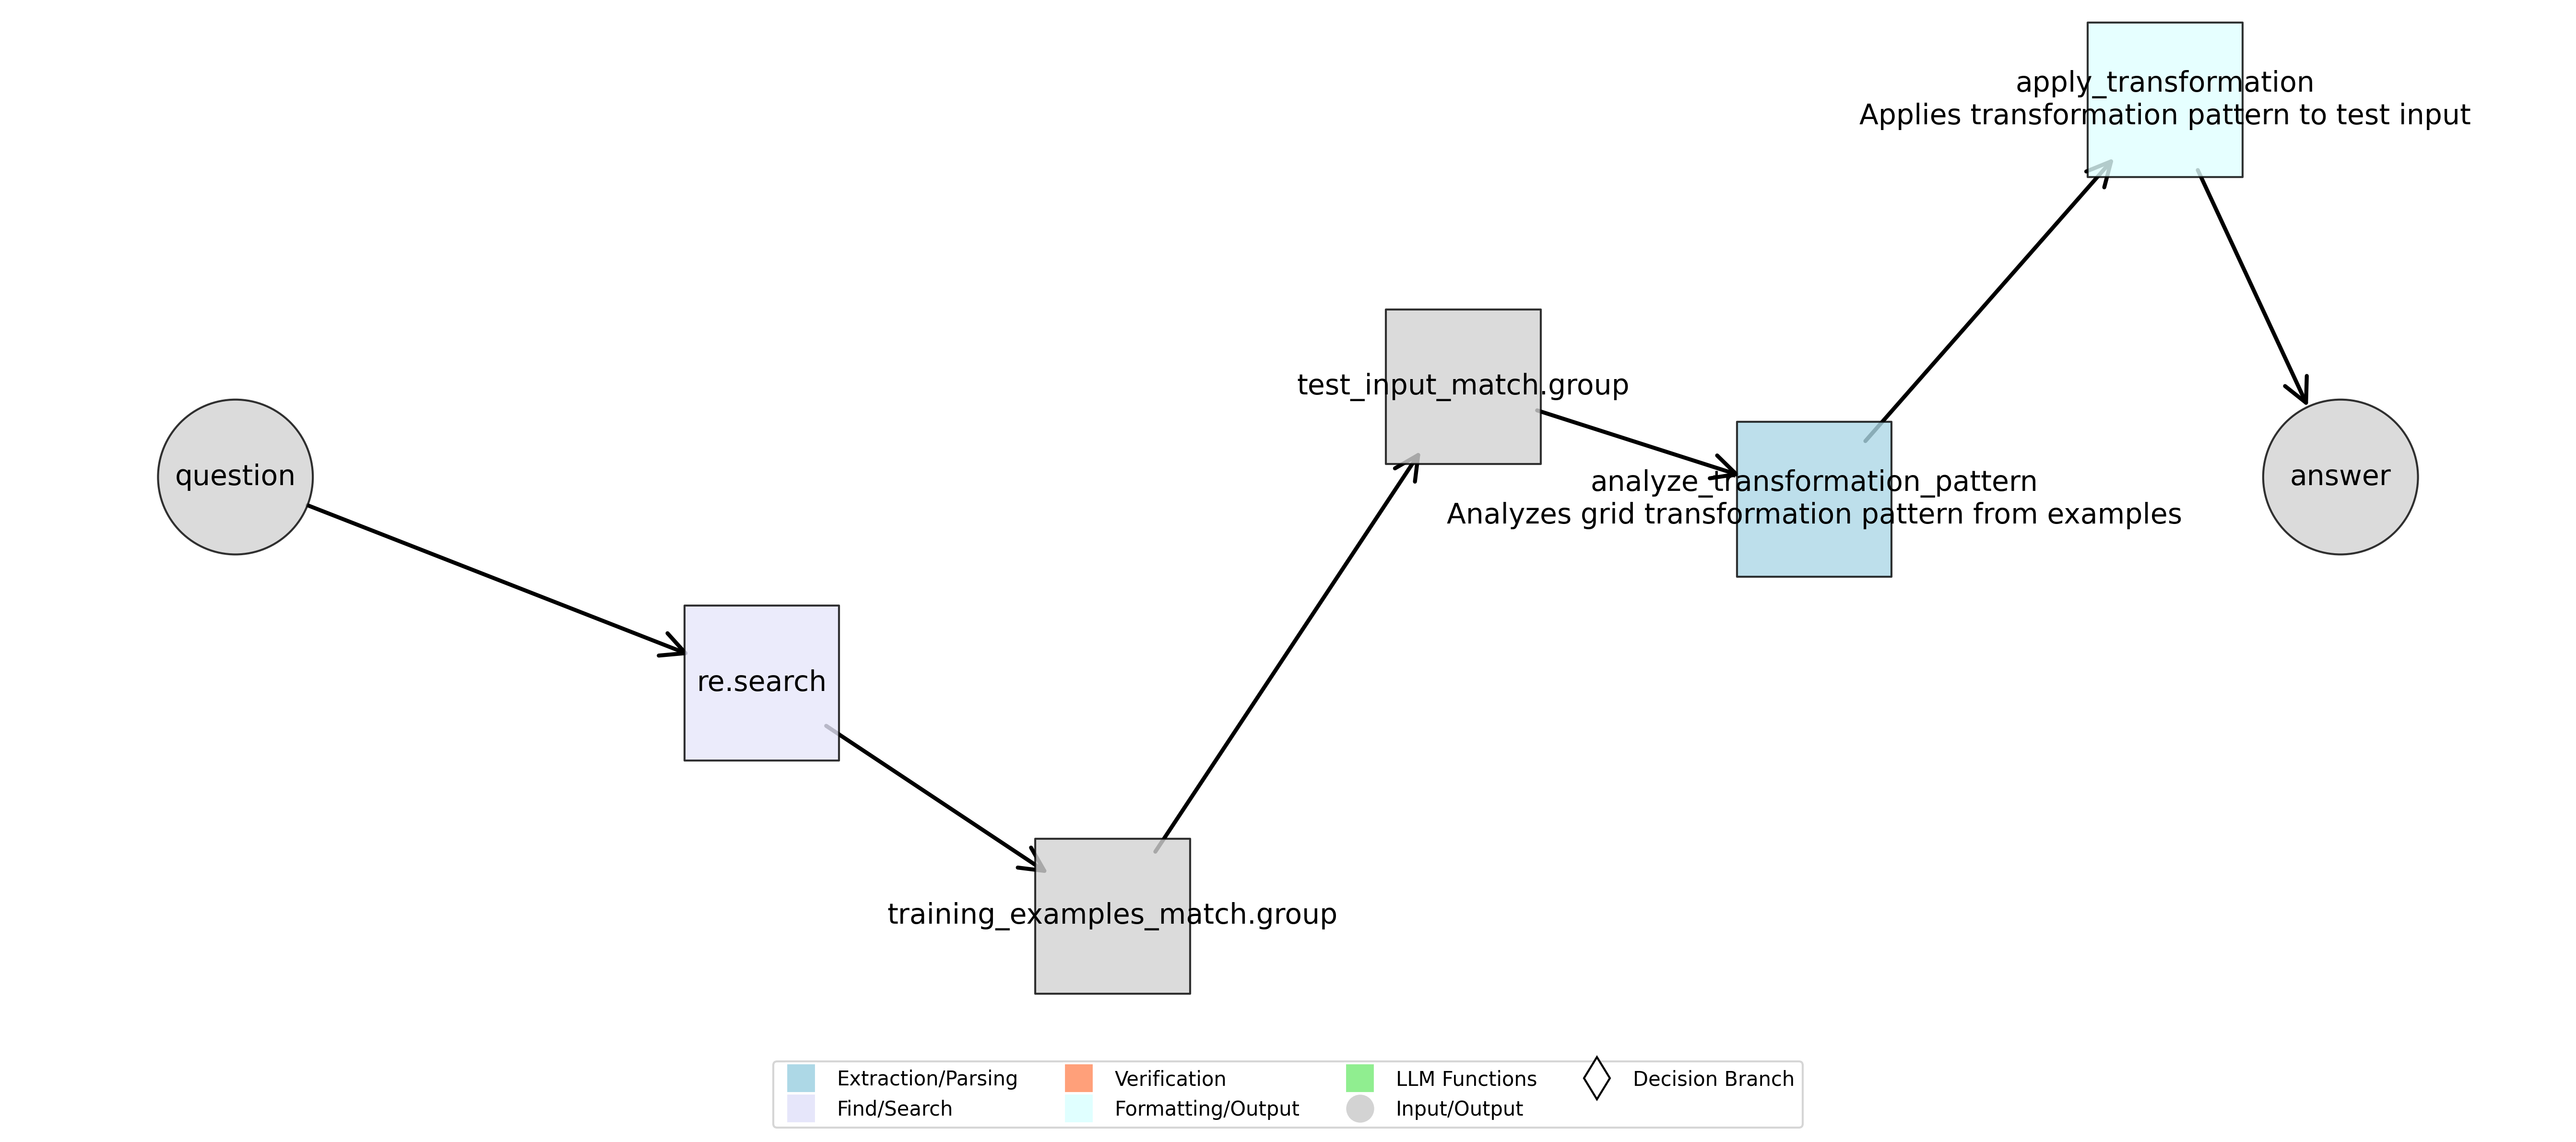 apply_transformation
Applies transformation pattern to test input
test_input_match.group
question
analyze_transformation_pattern
Analyzes grid transformation pattern from examples
answer
re.search
training_examples_match.group
Extraction/Parsing
Find/Search
Verification
Formatting/Output
LLM Functions
Input/Output
Decision Branch